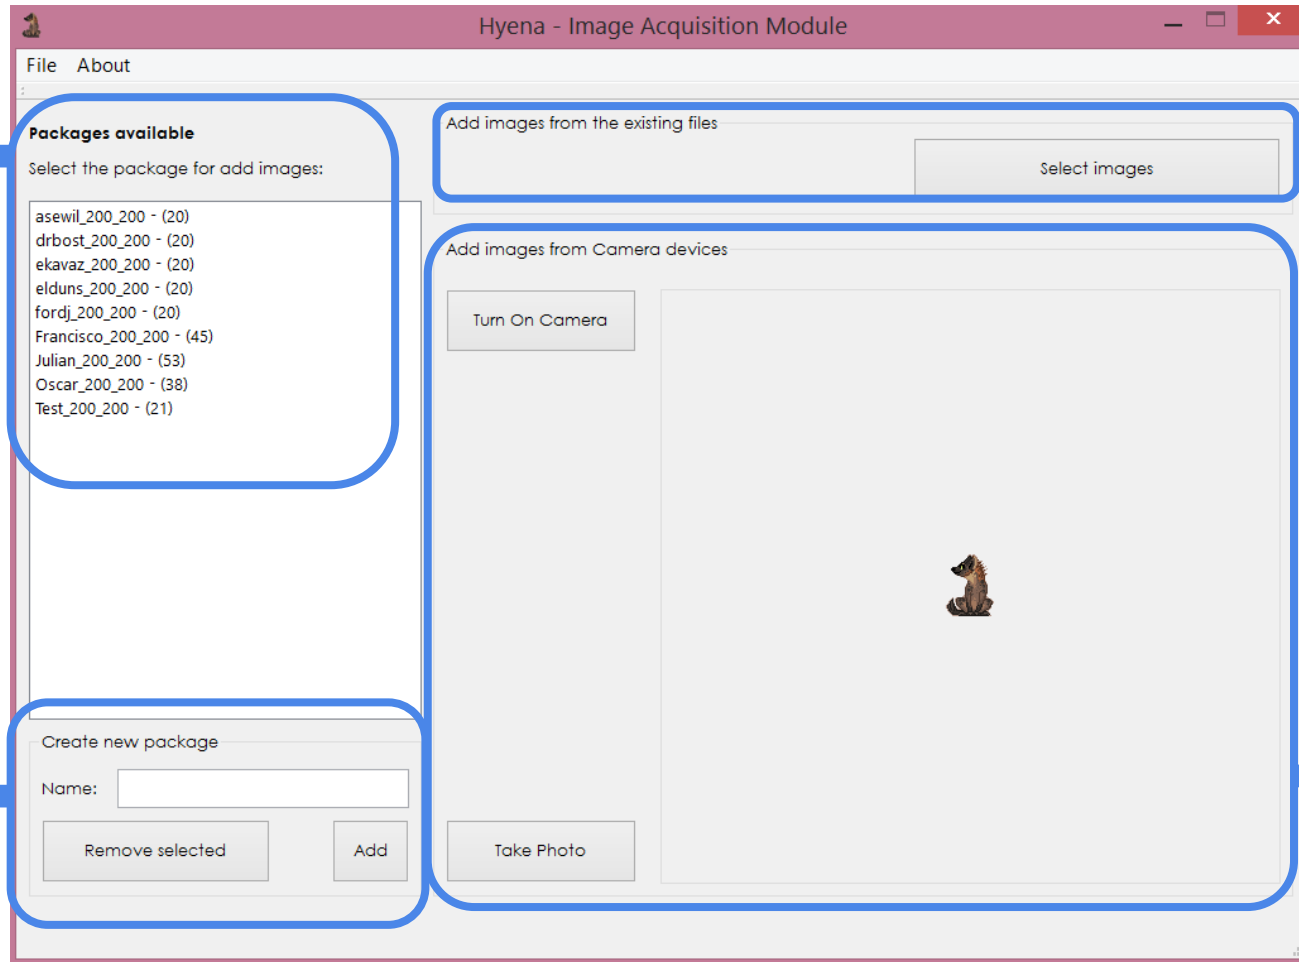 Hyena - Image Acquisition Module
File About
Packages available
Select the package for add images:
asewil_200_200 - (20)
drbost_200_200 - (20)
ekavaz_200_200 - (20)
elduns_200_200 - (20)
fordj_200_200 - (20)
Francisco_200_200 - (45)
Julian_200_200 - (53)
Oscar_200_200 - (38)
Test_200_200 - (21)
Create new package
Name:
Remove selected
Add
Add images from the existing files
Select images
Add images from Camera devices
Turn On Camera
Take Photo